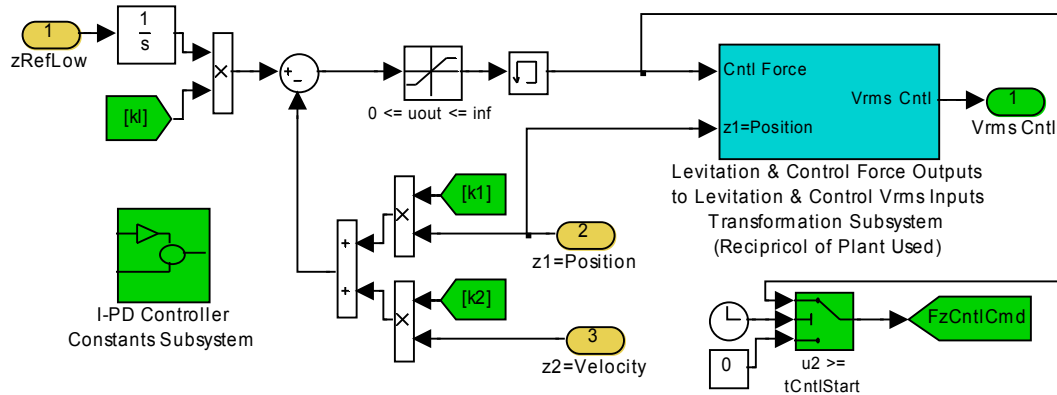 1
zRefLow
1
s
×
[kI]
+
−
0 <= uout <= inf
Cntl Force
z1=Position
Vrms Cntl
1
Vrms Cntl
Levitation & Control Force Outputs
to Levitation & Control Vrms Inputs
Transformation Subsystem
(Recipricol of Plant Used)
[k1]
×
2
z1=Position
+
+
[k2]
×
3
z2=Velocity
I-PD Controller
Constants Subsystem
0
u2 >=
tCntlStart
FzCntlCmd